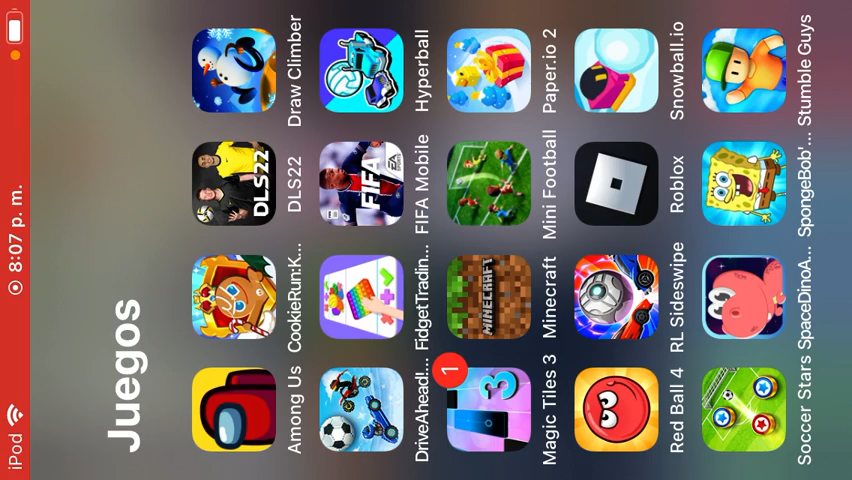 iPod 8:07 p. m.
Juegos
DLS22
Among Us CookieRun:K... DLS22 Draw Climber
FIFA
DriveAhead!... FidgetTradin... FIFA Mobile Hyperball
1
3 MINECRAFT
Magic Tiles 3 Minecraft Mini Football Paper.io 2
Red Ball 4 RL Sideswipe Roblox Snowball.io
Soccer Stars SpaceDinoA... SpongeBob'... Stumble Guys